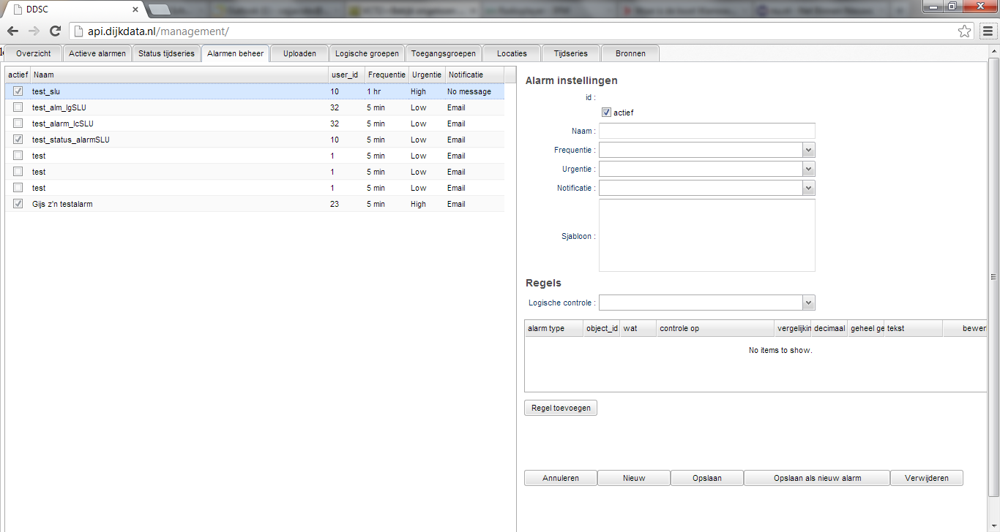 DDSC
api.dijkdata.nl/management/
Overzicht Actieve alarmen Status tijdseries Alarmen beheer Uploaden Logische groepen Toegangsgroepen Locaties Tijdseries Bronnen
actief Naam user_id Frequentie Urgentie Notificatie
test_slu 10 1 hr High No message
test_alm_lgSLU 32 5 min Low Email
test_alarm_lcSLU 32 5 min Low Email
test_status_alarmSLU 10 5 min Low Email
test 1 5 min Low Email
test 1 5 min Low Email
test 1 5 min Low Email
Gijs z'n testalarm 23 5 min High Email
Alarm instellingen
id :
actief
Naam :
Frequentie :
Urgentie :
Notificatie :
Sjabloon :
Regels
Logische controle :
alarm type object_id wat controle op vergelijkin decimaal geheel ge tekst bewer
No items to show.
Regel toevoegen
Annuleren Nieuw Opslaan Opslaan als nieuw alarm Verwijderen